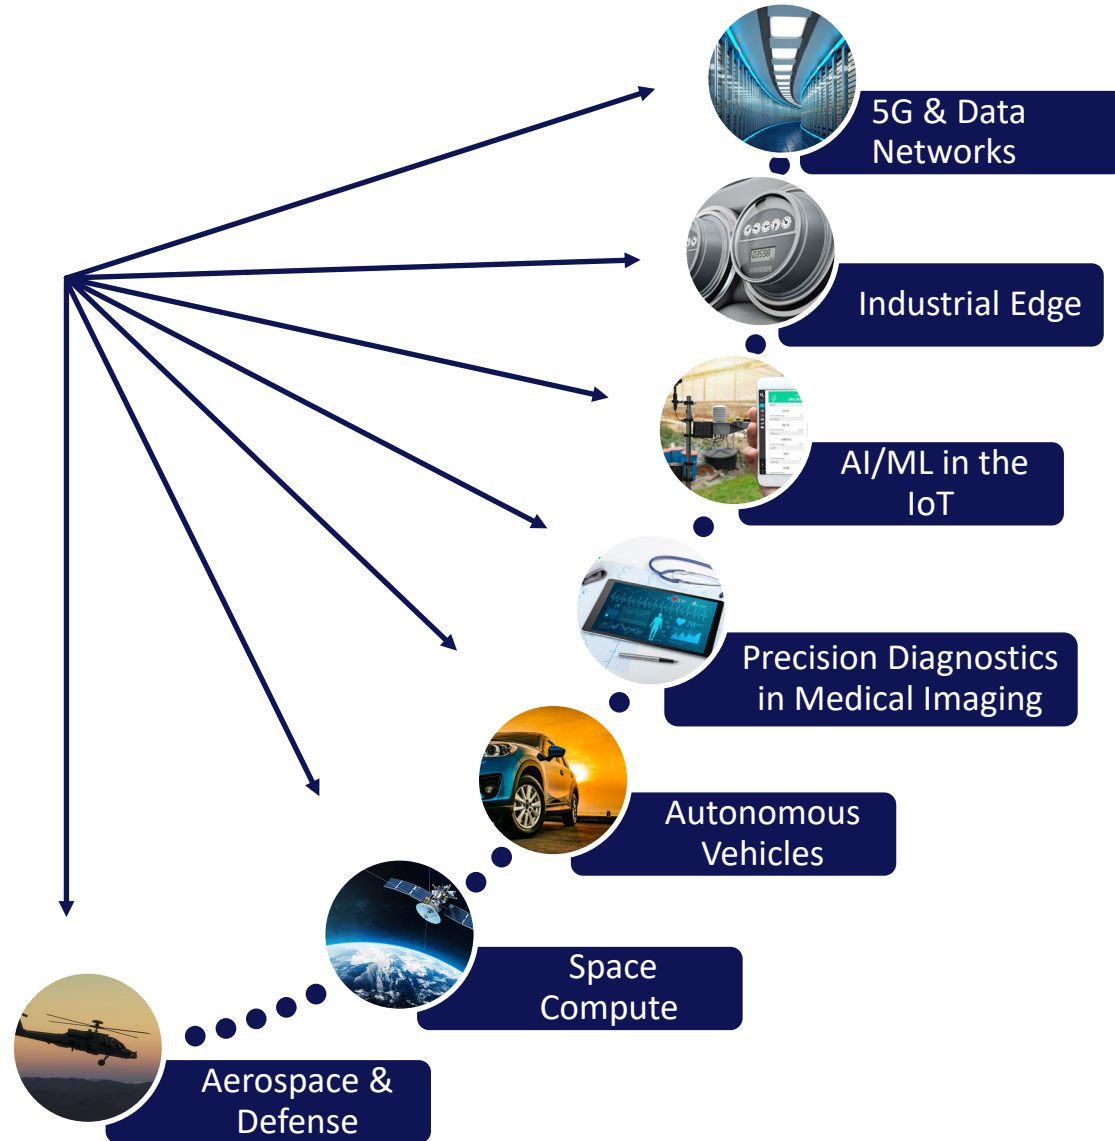 5G & Data
Networks
Industrial Edge
AI/ML in the
IoT
Precision Diagnostics
in Medical Imaging
Autonomous
Vehicles
Space
Compute
Aerospace &
Defense